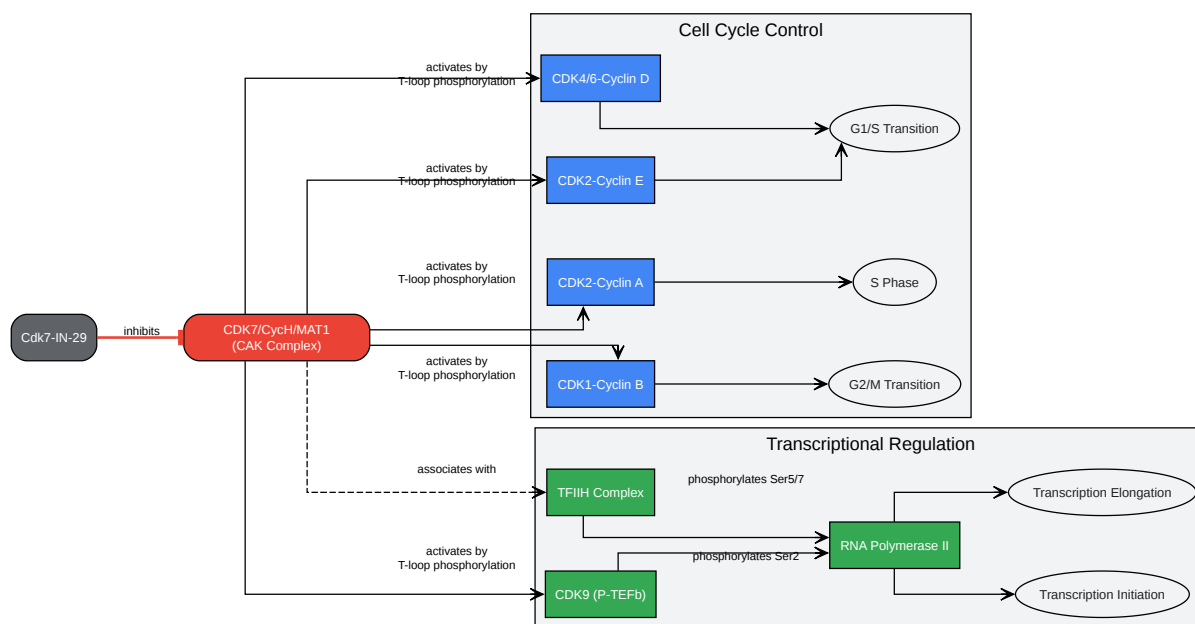 Cell Cycle Control
activates by
T-loop phosphorylation
CDK4/6-Cyclin D
G1/S Transition
activates by
T-loop phosphorylation
CDK2-Cyclin E
activates by
T-loop phosphorylation
CDK2-Cyclin A
S Phase
Cdk7-IN-29
inhibits
CDK7/CycH/MAT1
(CAK Complex)
activates by
T-loop phosphorylation
CDK1-Cyclin B
G2/M Transition
Transcriptional Regulation
associates with
TFIIH Complex
phosphorylates Ser5/7
Transcription Elongation
RNA Polymerase II
activates by
T-loop phosphorylation
phosphorylates Ser2
CDK9 (P-TEFb)
Transcription Initiation